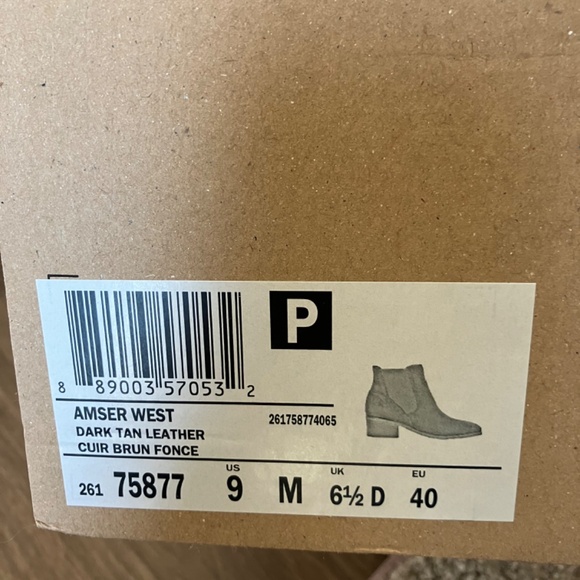 P
8 89003 57053 2
AMSER WEST
261758774065
DARK TAN LEATHER
CUIR BRUN FONCE
US UK EU
261 75877 9 M 6½ D 40